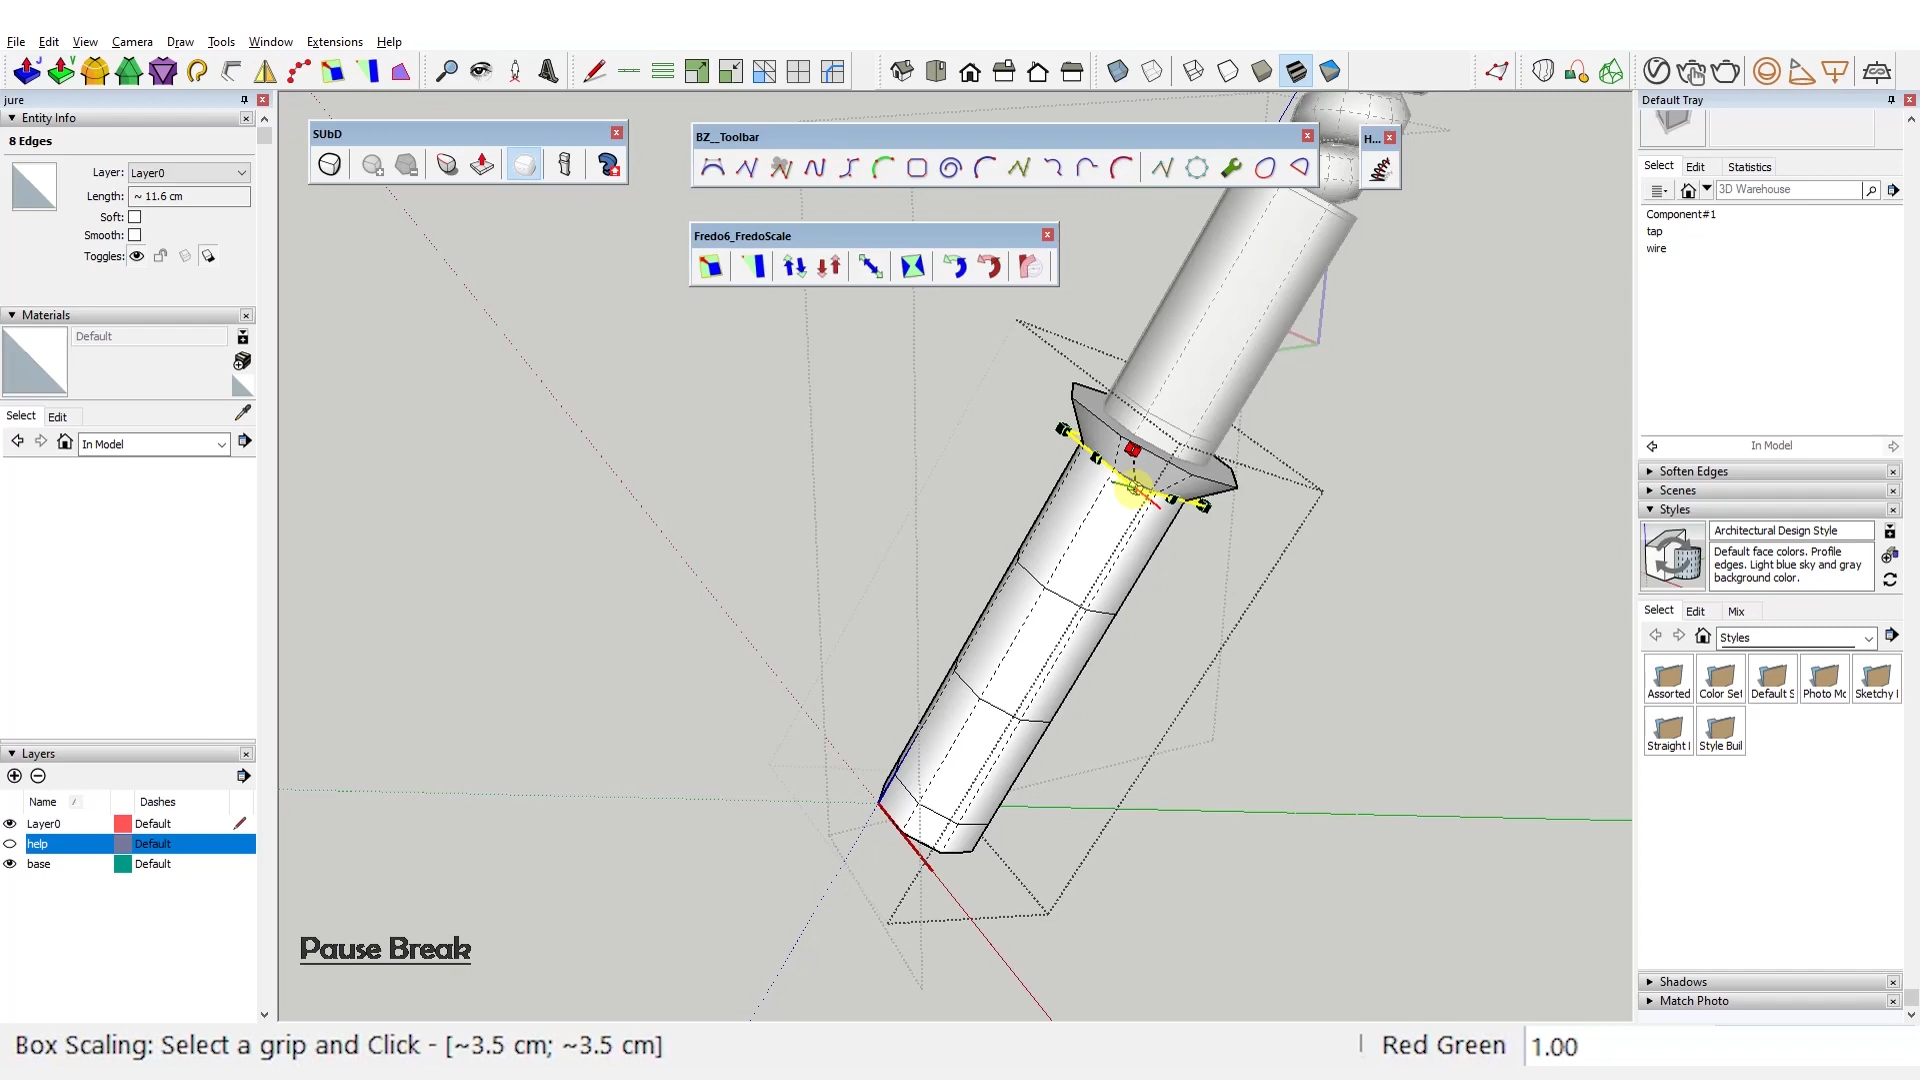 File Edit View Camera Draw Tools Window Extensions Help
jure
Entity Info
8 Edges
Layer: Layer0
Length: ~ 11.6 cm
Soft:
Smooth:
Toggles:
Materials
Default
Select Edit
In Model
Layers
Name Dashes
Layer0 Default
help Default
base Default
SUbD
BZ__Toolbar
H...
Fredo6_FredoScale
Pause Break
Default Tray
Select Edit Statistics
3D Warehouse
Component#1
tap
wire
In Model
Soften Edges
Scenes
Styles
Architectural Design Style
Default face colors. Profile
edges. Light blue sky and gray
background color.
Select Edit Mix
Styles
Assorted Color Set Default S Photo Mo Sketchy I
Straight l Style Buil
Shadows
Match Photo
Box Scaling: Select a grip and Click - [~3.5 cm; ~3.5 cm]
Red Green 1.00